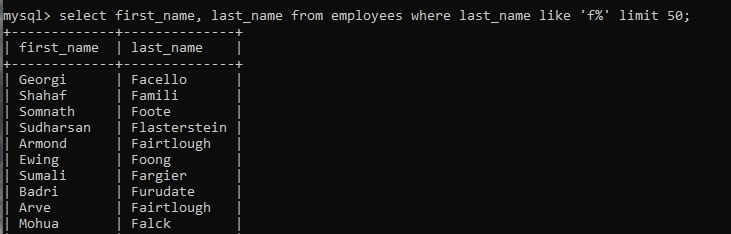 mysql> select first_name, last_name from employees where last_name like 'f%' limit 50;
+-------------+--------------+
| first_name  | last_name    |
+-------------+--------------+
| Georgi      | Facello      |
| Shahaf      | Famili       |
| Somnath     | Foote        |
| Sudharsan   | Flasterstein |
| Armond      | Fairtlough   |
| Ewing       | Foong        |
| Sumali      | Fargier      |
| Badri       | Furudate     |
| Arve        | Fairtlough   |
| Mohua       | Falck        |